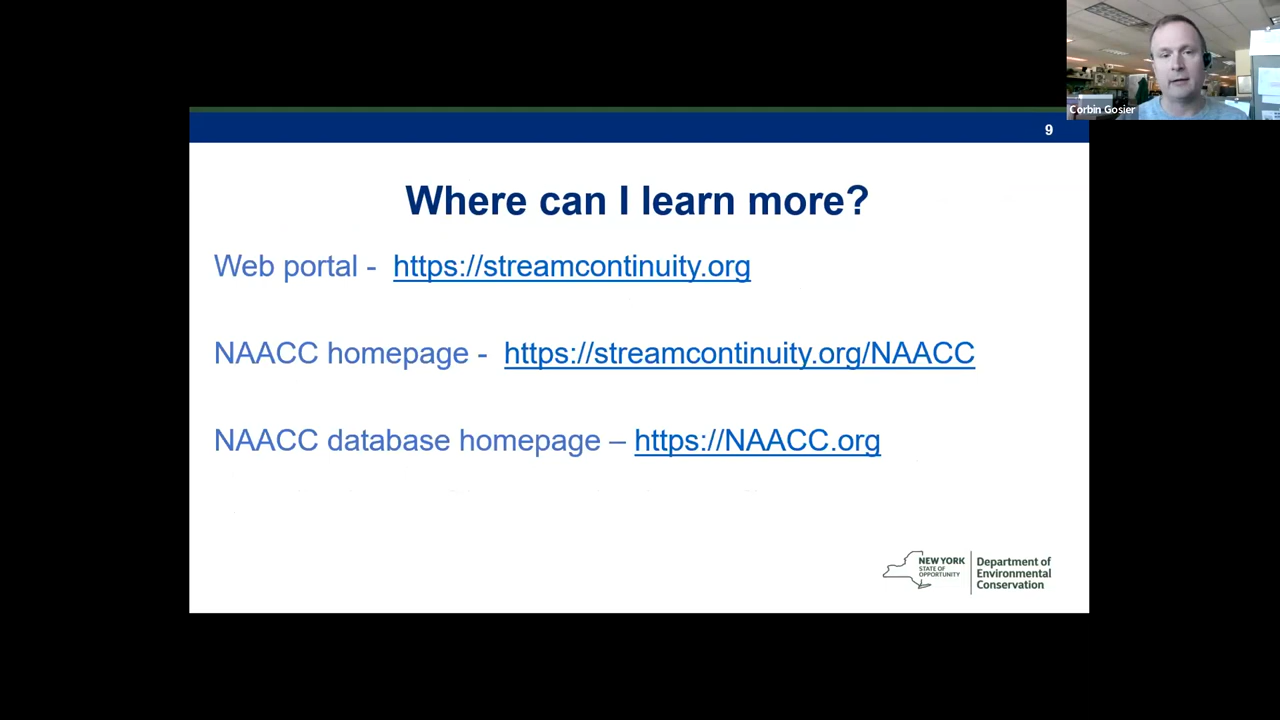 Corbin Gosier
9
Where can I learn more?
Web portal - https://streamcontinuity.org
NAACC homepage - https://streamcontinuity.org/NAACC
NAACC database homepage – https://NAACC.org
NEW YORK
STATE OF
OPPORTUNITY
Department of
Environmental
Conservation